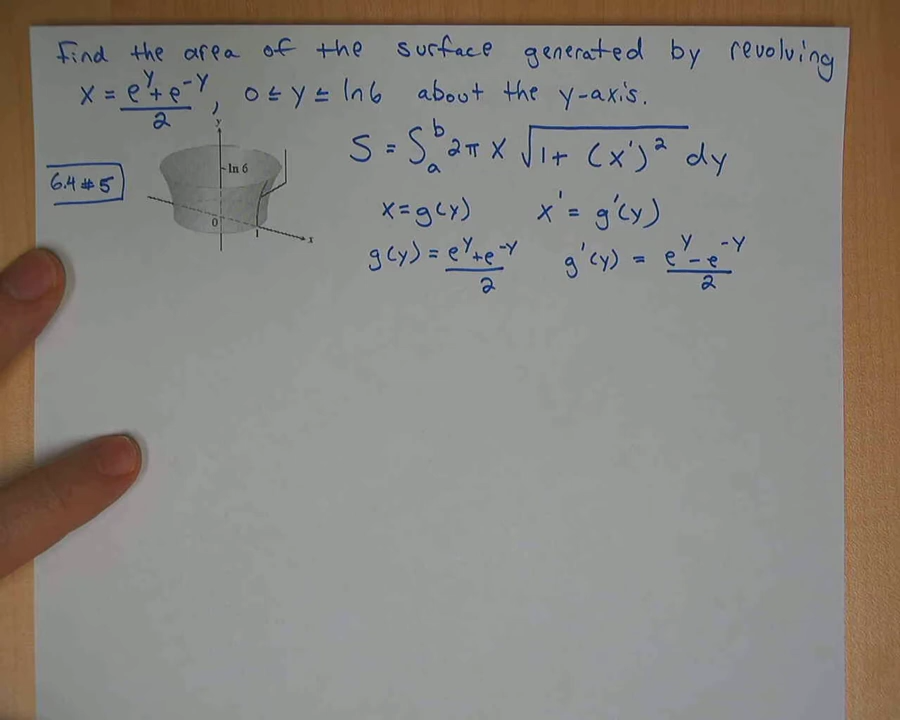 Find the area of the surface generated by revolving
x = (e^y + e^-y)/2 , 0 ≤ y ≤ ln6 about the y-axis.
6.4 #5
y
ln 6
0
1
x
S = ∫_a^b 2π x √(1 + (x')^2) dy
x = g(y) x' = g'(y)
g(y) = (e^y + e^-y)/2 g'(y) = (e^y - e^-y)/2